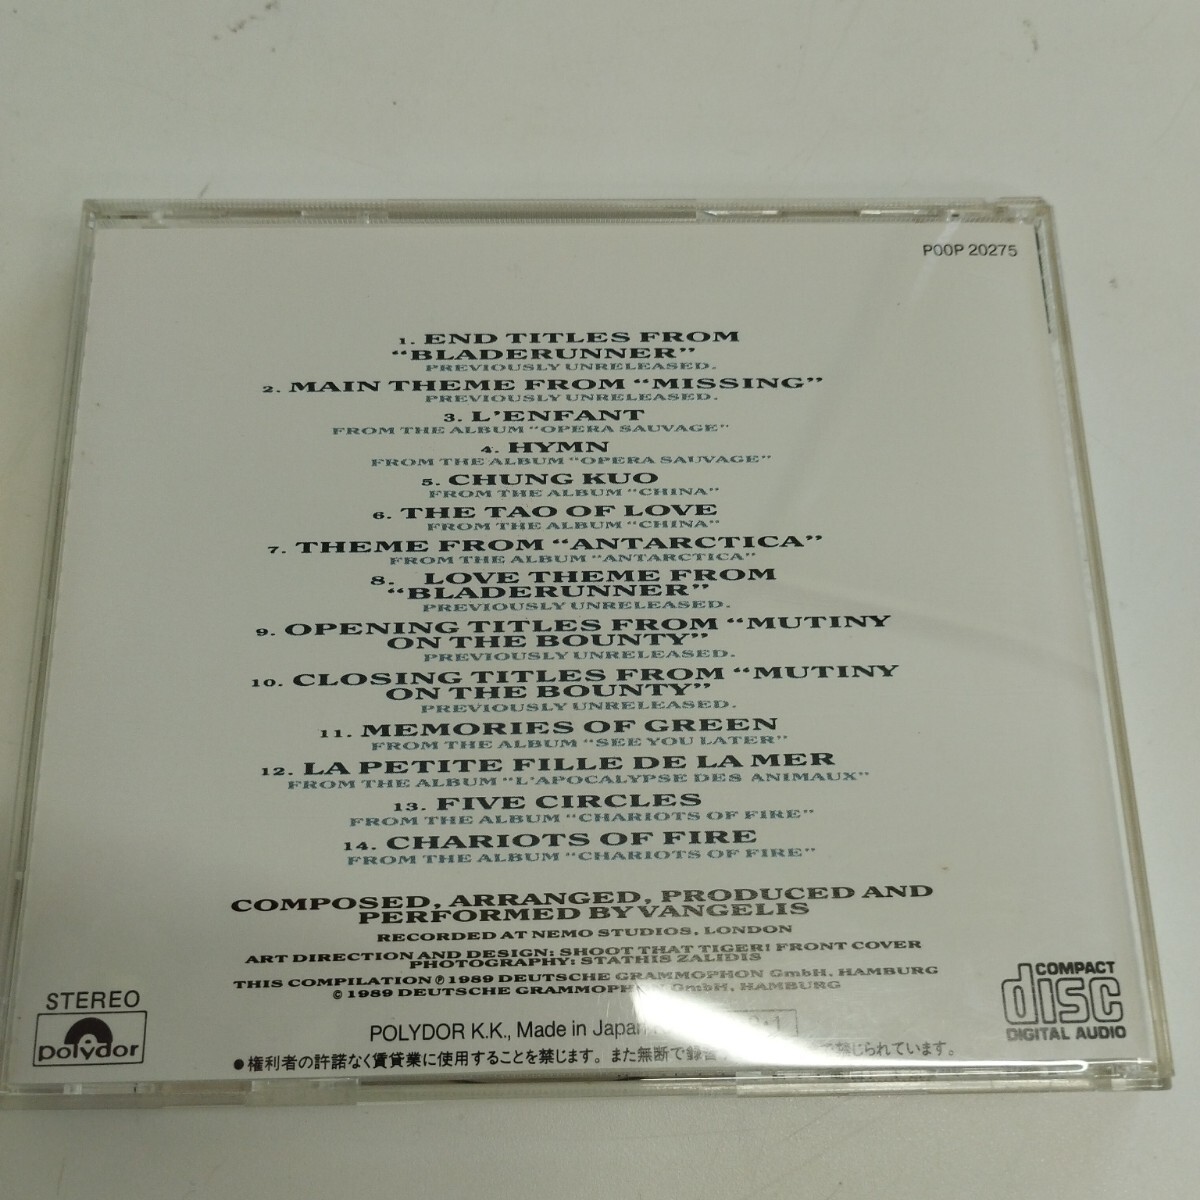 P00P 20275
1. END TITLES FROM
"BLADERUNNER"
PREVIOUSLY UNRELEASED.
2. MAIN THEME FROM "MISSING"
PREVIOUSLY UNRELEASED.
3. L'ENFANT
FROM THE ALBUM "OPERA SAUVAGE"
4. HYMN
FROM THE ALBUM "OPERA SAUVAGE"
5. CHUNG KUO
FROM THE ALBUM "CHINA"
6. THE TAO OF LOVE
FROM THE ALBUM "CHINA"
7. THEME FROM "ANTARCTICA"
FROM THE ALBUM "ANTARCTICA"
8. LOVE THEME FROM
"BLADERUNNER"
PREVIOUSLY UNRELEASED.
9. OPENING TITLES FROM "MUTINY
ON THE BOUNTY"
PREVIOUSLY UNRELEASED.
10. CLOSING TITLES FROM "MUTINY
ON THE BOUNTY"
PREVIOUSLY UNRELEASED.
11. MEMORIES OF GREEN
FROM THE ALBUM "SEE YOU LATER"
12. LA PETITE FILLE DE LA MER
FROM THE ALBUM "L'APOCALYPSE DES ANIMAUX"
13. FIVE CIRCLES
FROM THE ALBUM "CHARIOTS OF FIRE"
14. CHARIOTS OF FIRE
FROM THE ALBUM "CHARIOTS OF FIRE"
COMPOSED, ARRANGED, PRODUCED AND
PERFORMED BY VANGELIS
RECORDED AT NEMO STUDIOS, LONDON
ART DIRECTION AND DESIGN: SHOOT THAT TIGER! FRONT COVER
PHOTOGRAPHY: STATHIS ZALIDIS
THIS COMPILATION ℗ 1989 DEUTSCHE GRAMMOPHON GmbH, HAMBURG
© 1989 DEUTSCHE GRAMMOPHON GmbH, HAMBURG
STEREO
polydor
POLYDOR K.K., Made in Japan
●権利者の許諾なく賃貸業に使用することを禁じます。また無断で録音 で禁じられています。
COMPACT
disc
DIGITAL AUDIO